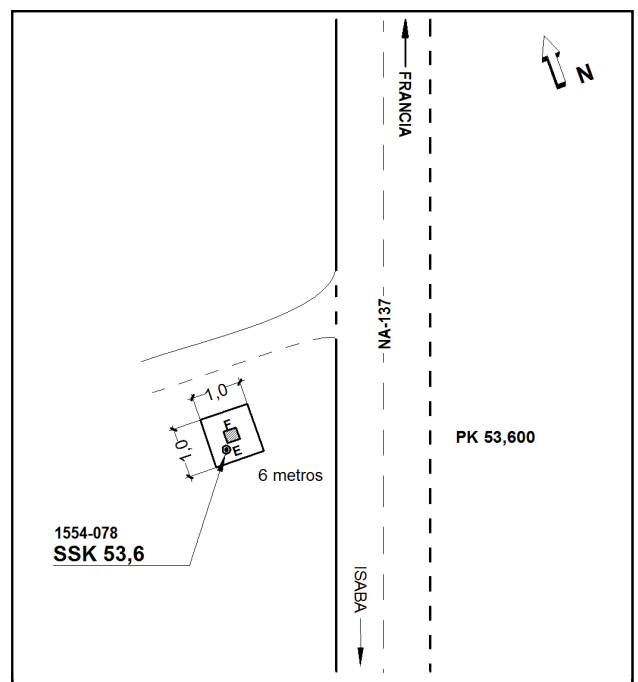 FRANCIA
N
NA-137
1,0
1,0
F
E
6 metros
PK 53,600
1554-078
SSK 53,6
ISABA